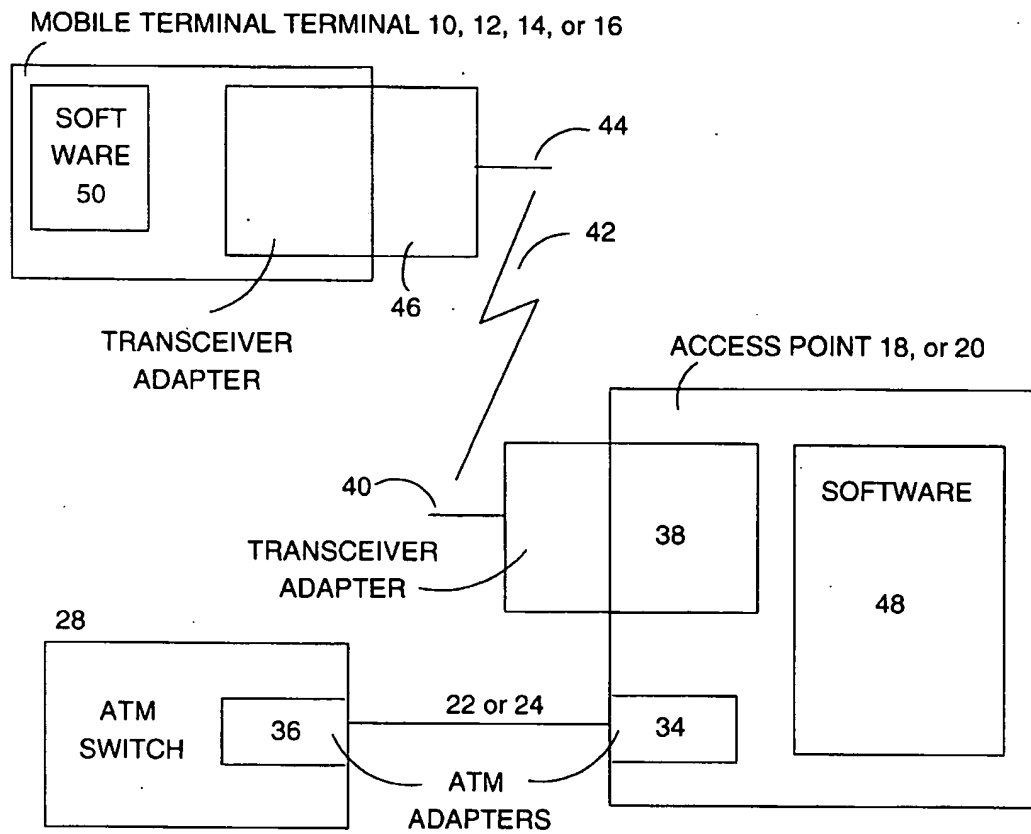 MOBILE TERMINAL TERMINAL 10, 12, 14, or 16
SOFT
WARE
50
44
42
46
TRANSCEIVER
ADAPTER
ACCESS POINT 18, or 20
40
TRANSCEIVER
ADAPTER
38
SOFTWARE
48
28
ATM
SWITCH
36
22 or 24
34
ATM
ADAPTERS